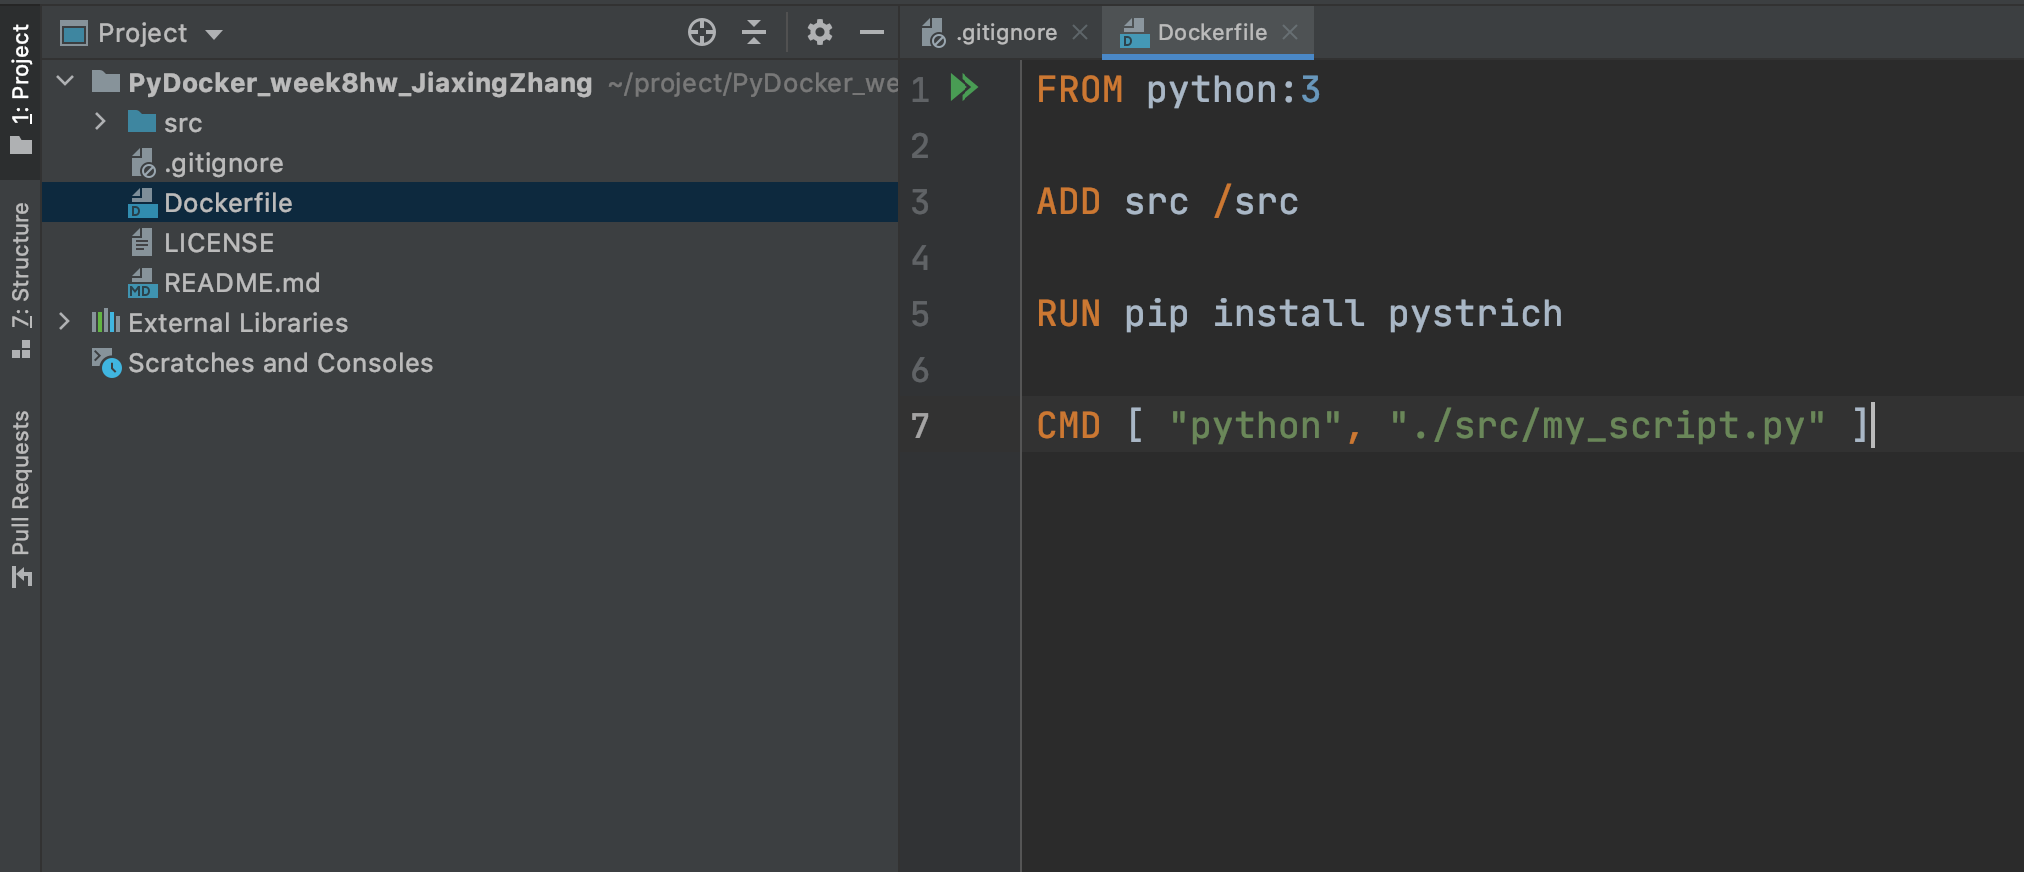 1: Project
Z: Structure
Pull Requests
Project
PyDocker_week8hw_JiaxingZhang ~/project/PyDocker_we
src
.gitignore
Dockerfile
LICENSE
README.md
External Libraries
Scratches and Consoles
.gitignore Dockerfile
1 FROM python:3
2
3 ADD src /src
4
5 RUN pip install pystrich
6
7 CMD [ "python", "./src/my_script.py" ]